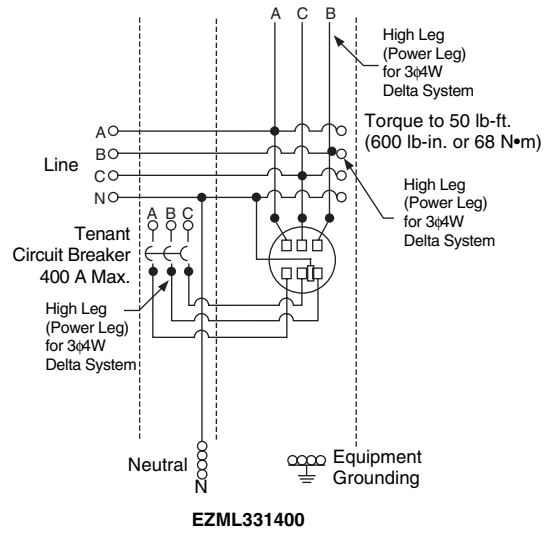 A C B
High Leg
(Power Leg)
for 3ϕ4W
Delta System
Torque to 50 lb-ft.
(600 lb-in. or 68 N•m)
Line
A
B
C
N
High Leg
(Power Leg)
for 3ϕ4W
Delta System
A B C
Tenant
Circuit Breaker
400 A Max.
High Leg
(Power Leg)
for 3ϕ4W
Delta System
Neutral
N
Equipment
Grounding
EZML331400